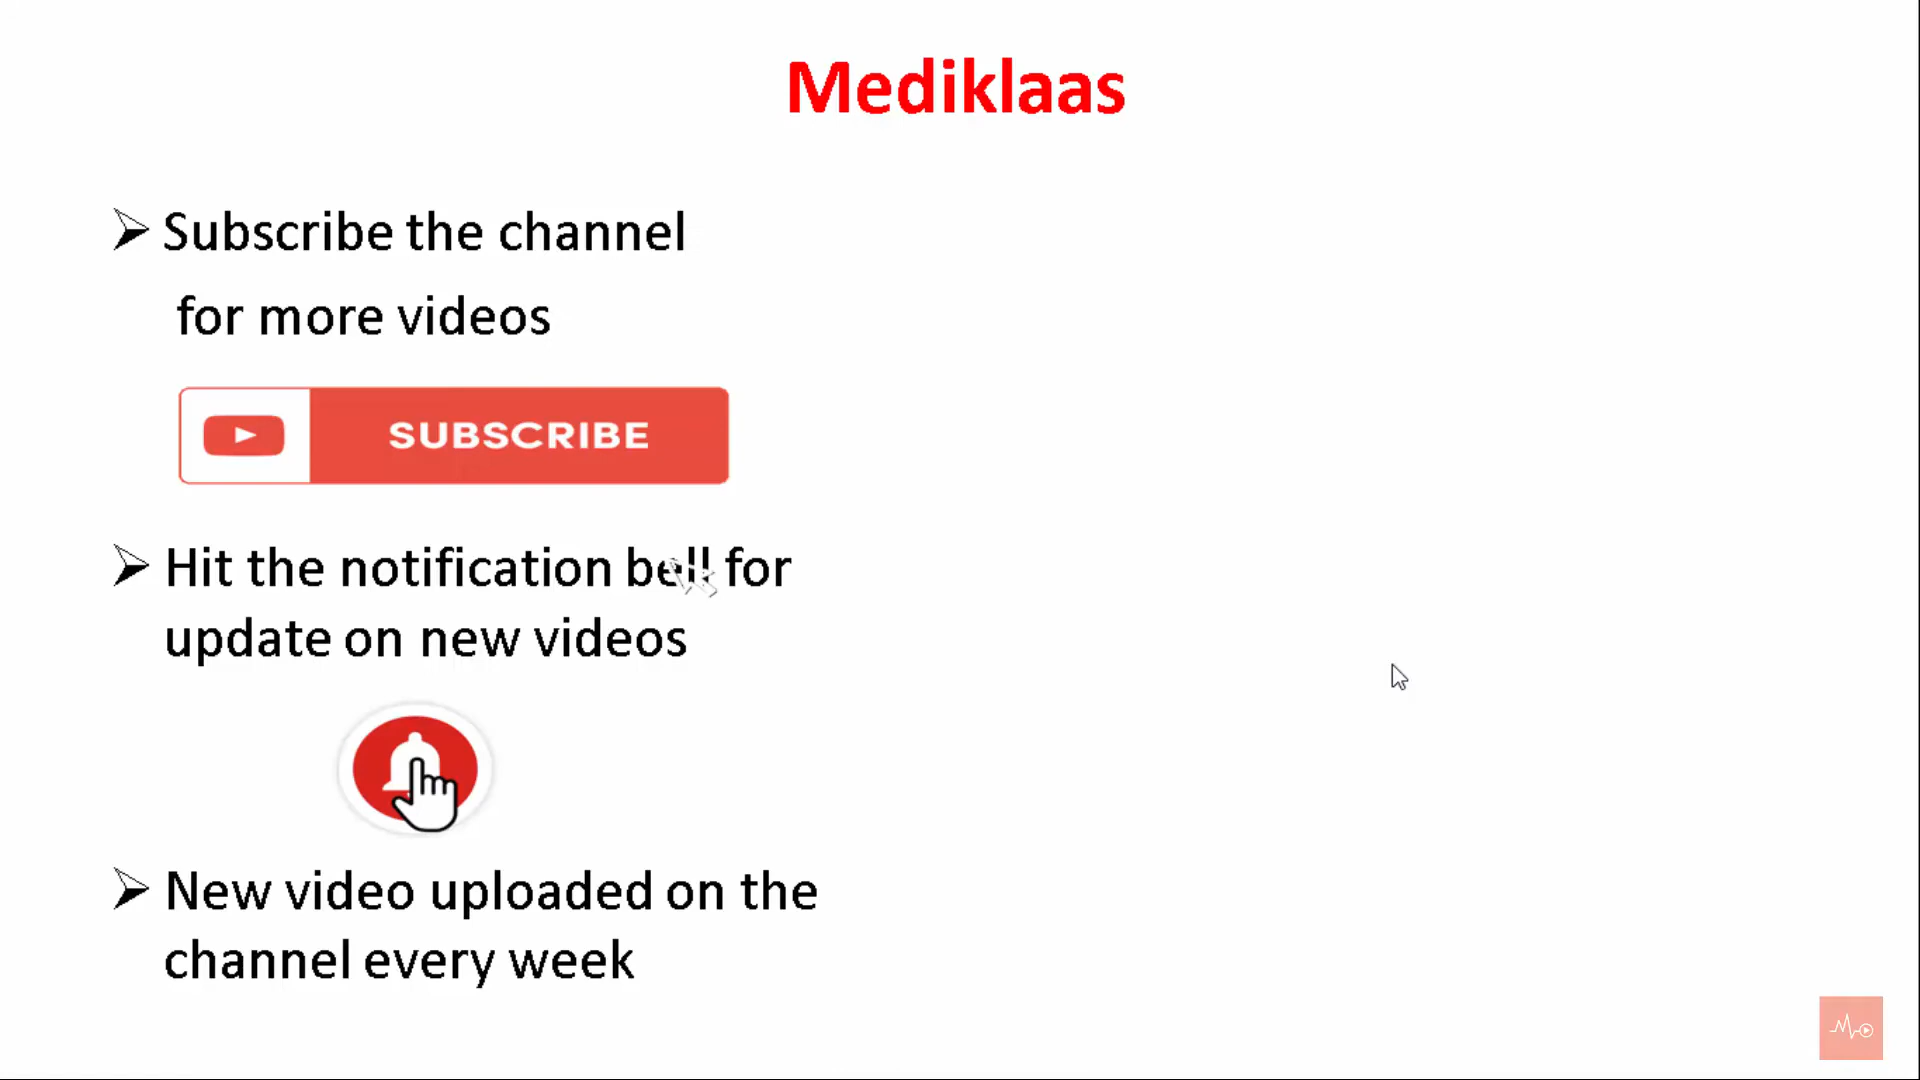 Mediklaas
Subscribe the channel
for more videos
SUBSCRIBE
Hit the notification bell for
update on new videos
New video uploaded on the
channel every week